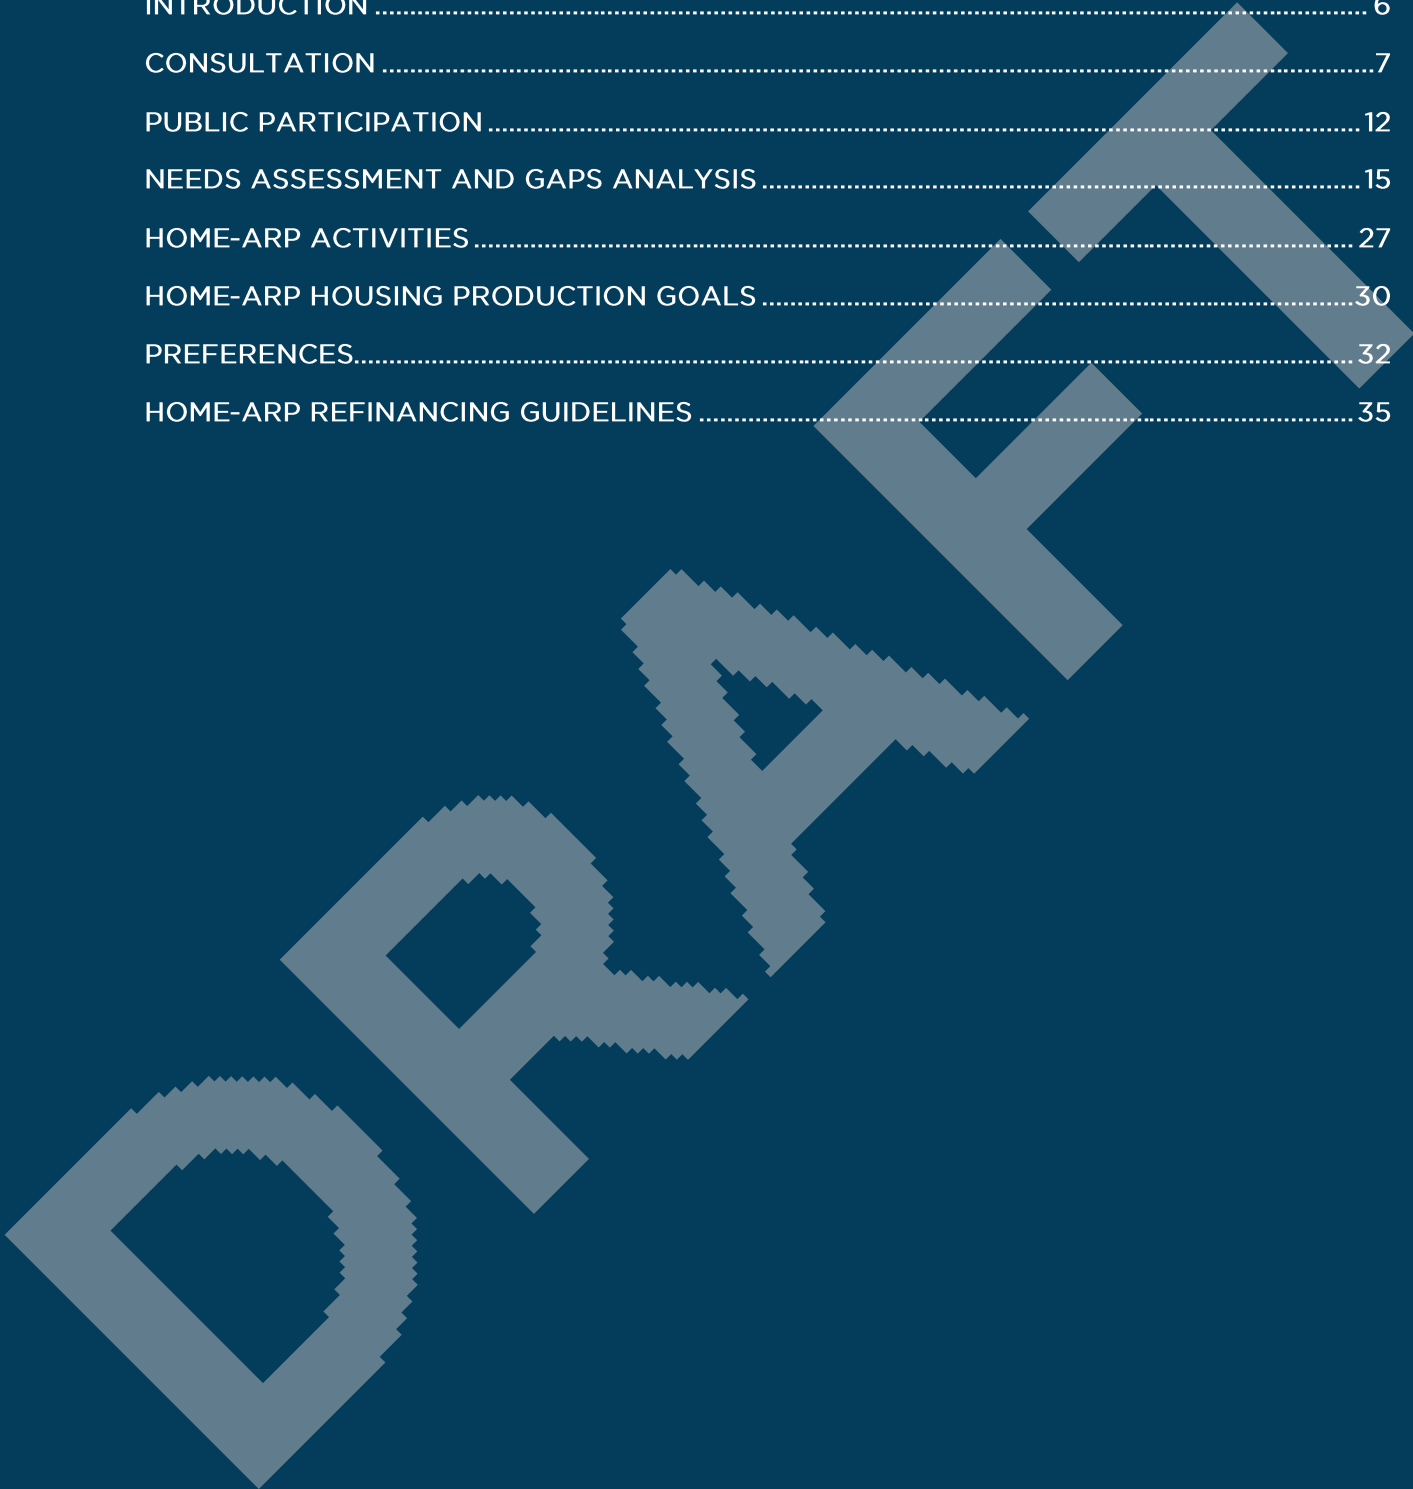 INTRODUCTION ........ 6
CONSULTATION ........ 7
PUBLIC PARTICIPATION ........ 12
NEEDS ASSESSMENT AND GAPS ANALYSIS ........ 15
HOME-ARP ACTIVITIES ........ 27
HOME-ARP HOUSING PRODUCTION GOALS ........ 30
PREFERENCES ........ 32
HOME-ARP REFINANCING GUIDELINES ........ 35
DRAFT